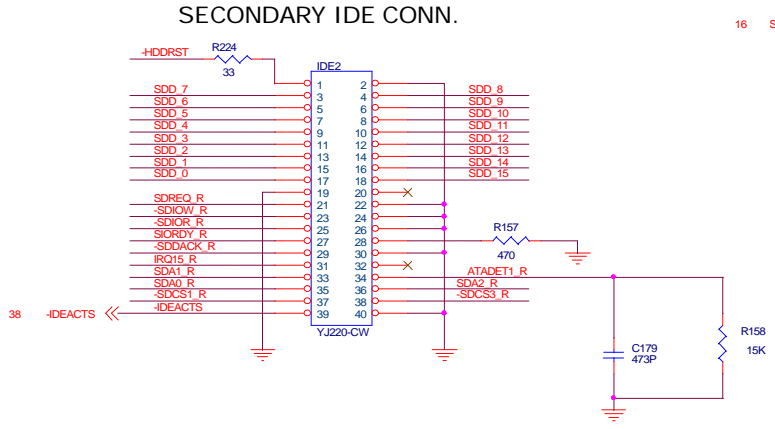 SECONDARY IDE CONN.
16 S
-HDDRST R224
33
IDE2
1 2
SDD_7 3 4 SDD_8
SDD_6 5 6 SDD_9
SDD_5 7 8 SDD_10
SDD_4 9 10 SDD_11
SDD_3 11 12 SDD_12
SDD_2 13 14 SDD_13
SDD_1 15 16 SDD_14
SDD_0 17 18 SDD_15
19 20
SDREQ_R 21 22
-SDIOW_R 23 24
-SDIOR_R 25 26
SIORDY_R 27 28 R157
470
-SDDACK_R 29 30
IRQ15_R 31 32
SDA1_R 33 34 ATADET1_R
SDA0_R 35 36 SDA2_R
-SDCS1_R 37 38 -SDCS3_R
38 -IDEACTS -IDEACTS 39 40
YJ220-CW
C179
473P
R158
15K